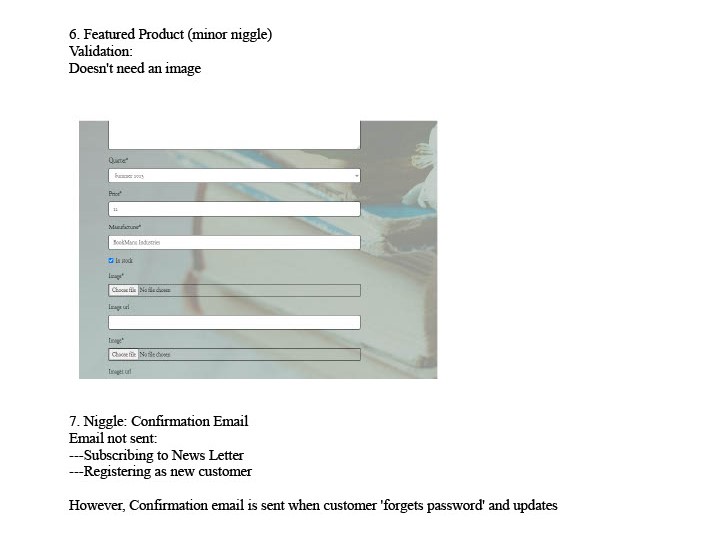 6. Featured Product (minor niggle)
Validation:
Doesn't need an image
Quarter*
Summer 2025
Price*
12
Manufacturer*
BookMans Industries
In stock
Image*
Choose file No file chosen
Image url
Image*
Choose file No file chosen
Images url
7. Niggle: Confirmation Email
Email not sent:
---Subscribing to News Letter
---Registering as new customer
However, Confirmation email is sent when customer 'forgets password' and updates